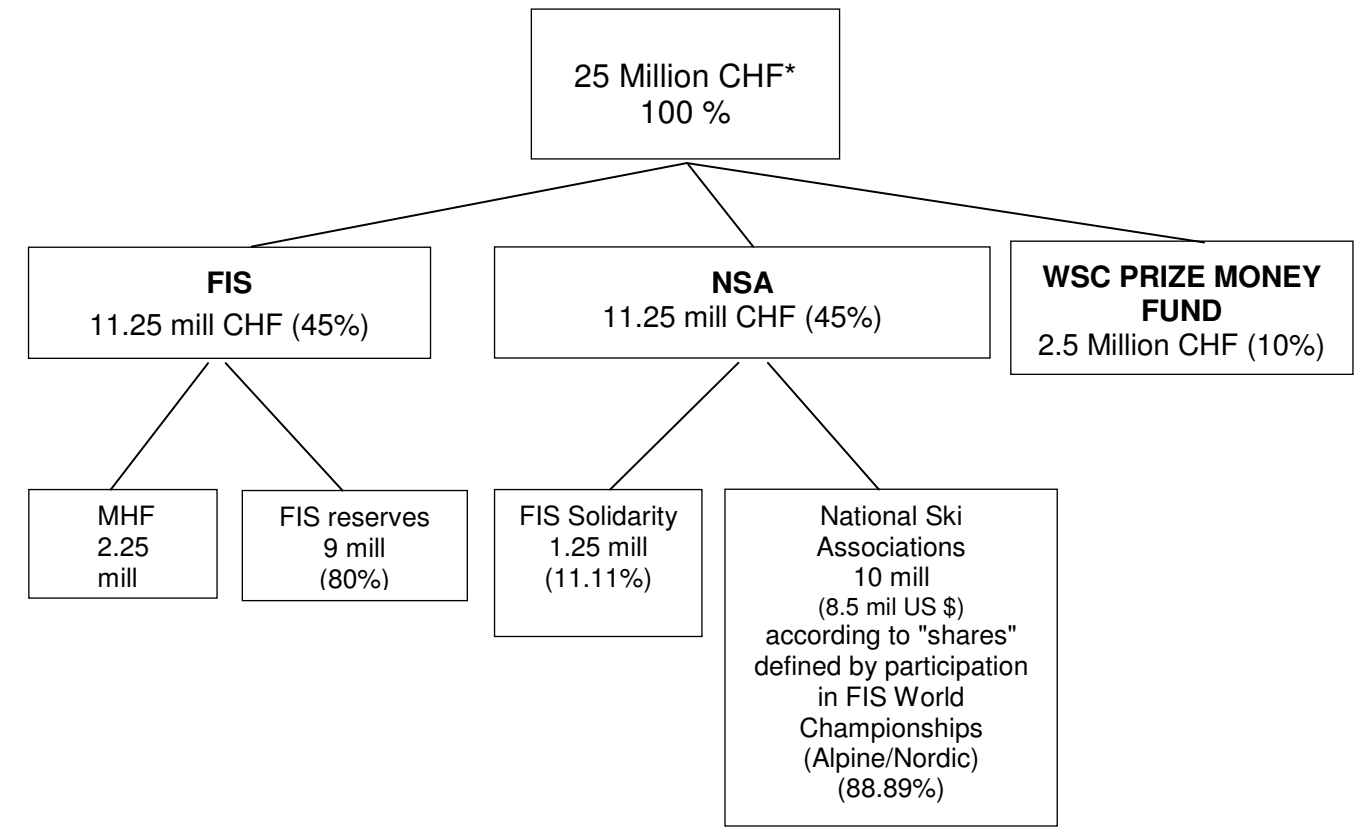 25 Million CHF*
100 %
FIS
11.25 mill CHF (45%)
NSA
11.25 mill CHF (45%)
WSC PRIZE MONEY
FUND
2.5 Million CHF (10%)
MHF
2.25
mill
FIS reserves
9 mill
(80%)
FIS Solidarity
1.25 mill
(11.11%)
National Ski
Associations
10 mill
(8.5 mil US $)
according to "shares"
defined by participation
in FIS World
Championships
(Alpine/Nordic)
(88.89%)